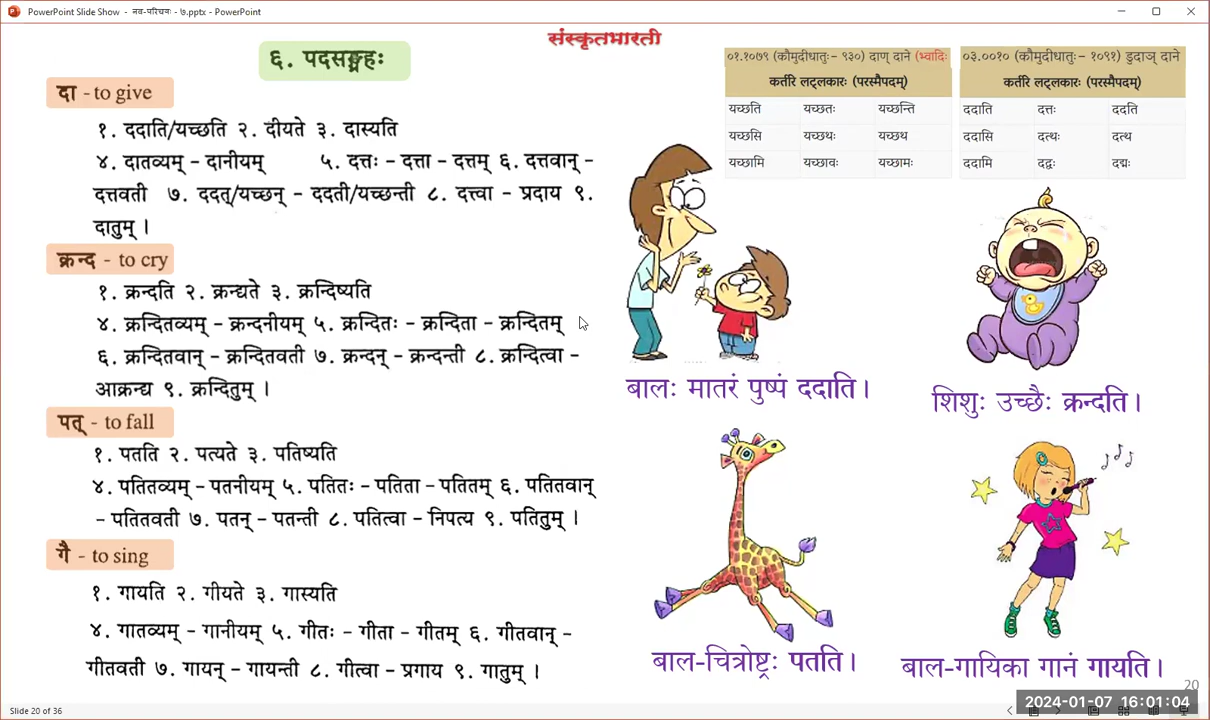 PowerPoint Slide Show - नव-परिचयः - ७.pptx - PowerPoint
संस्कृतभारती
६. पदसङ्ग्रहः
दा - to give
१. ददाति/यच्छति २. दीयते ३. दास्यति
४. दातव्यम् - दानीयम् ५. दत्तः - दत्ता - दत्तम् ६. दत्तवान् -
दत्तवती ७. ददत्/यच्छन् - ददती/यच्छन्ती ८. दत्त्वा - प्रदाय ९.
दातुम् ।
क्रन्द - to cry
१. क्रन्दति २. क्रन्द्यते ३. क्रन्दिष्यति
४. क्रन्दितव्यम् - क्रन्दनीयम् ५. क्रन्दितः - क्रन्दिता - क्रन्दितम्
६. क्रन्दितवान् - क्रन्दितवती ७. क्रन्दन् - क्रन्दन्ती ८. क्रन्दित्वा -
आक्रन्द्य ९. क्रन्दितुम् ।
पत् - to fall
१. पतति २. पत्यते ३. पतिष्यति
४. पतितव्यम् - पतनीयम् ५. पतितः - पतिता - पतितम् ६. पतितवान्
- पतितवती ७. पतन् - पतन्ती ८. पतित्वा - निपत्य ९. पतितुम् ।
गै - to sing
१. गायति २. गीयते ३. गास्यति
४. गातव्यम् - गानीयम् ५. गीतः - गीता - गीतम् ६. गीतवान् -
गीतवती ७. गायन् - गायन्ती ८. गीत्वा - प्रगाय ९. गातुम् ।
०१.१०७९ (कौमुदीधातुः- ९३०) दाण् दाने (भ्वादिः
कर्तरि लट्लकारः (परस्मैपदम्)
यच्छति यच्छतः यच्छन्ति
यच्छसि यच्छथः यच्छथ
यच्छामि यच्छावः यच्छामः
०३.००१० (कौमुदीधातुः- १०९१) डुदाञ् दाने
कर्तरि लट्लकारः (परस्मैपदम्)
ददाति दत्तः ददति
ददासि दत्थः दत्थ
ददामि दद्वः दद्मः
बालः मातरं पुष्पं ददाति।
शिशुः उच्छैः क्रन्दति।
बाल-चित्रोष्ट्रः पतति।
बाल-गायिका गानं गायति।
20
2024-01-07 16:01:04
Slide 20 of 36